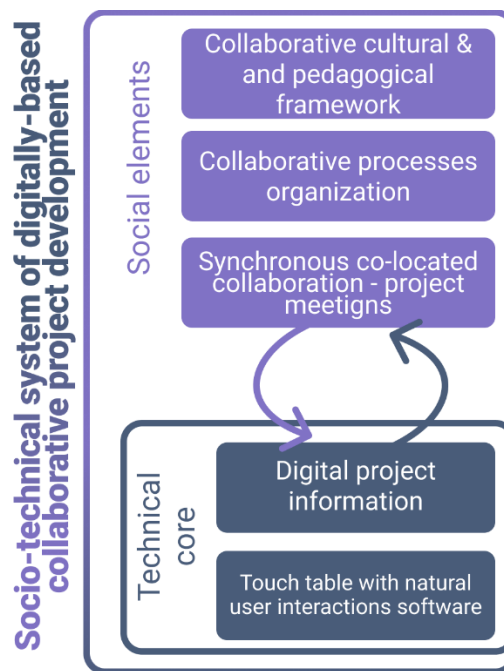 Socio-technical system of digitally-based
collaborative project development
Social elements
Collaborative cultural &
and pedagogical
framework
Collaborative processes
organization
Synchronous co-located
collaboration - project
meetigns
Technical
core
Digital project
information
Touch table with natural
user interactions software